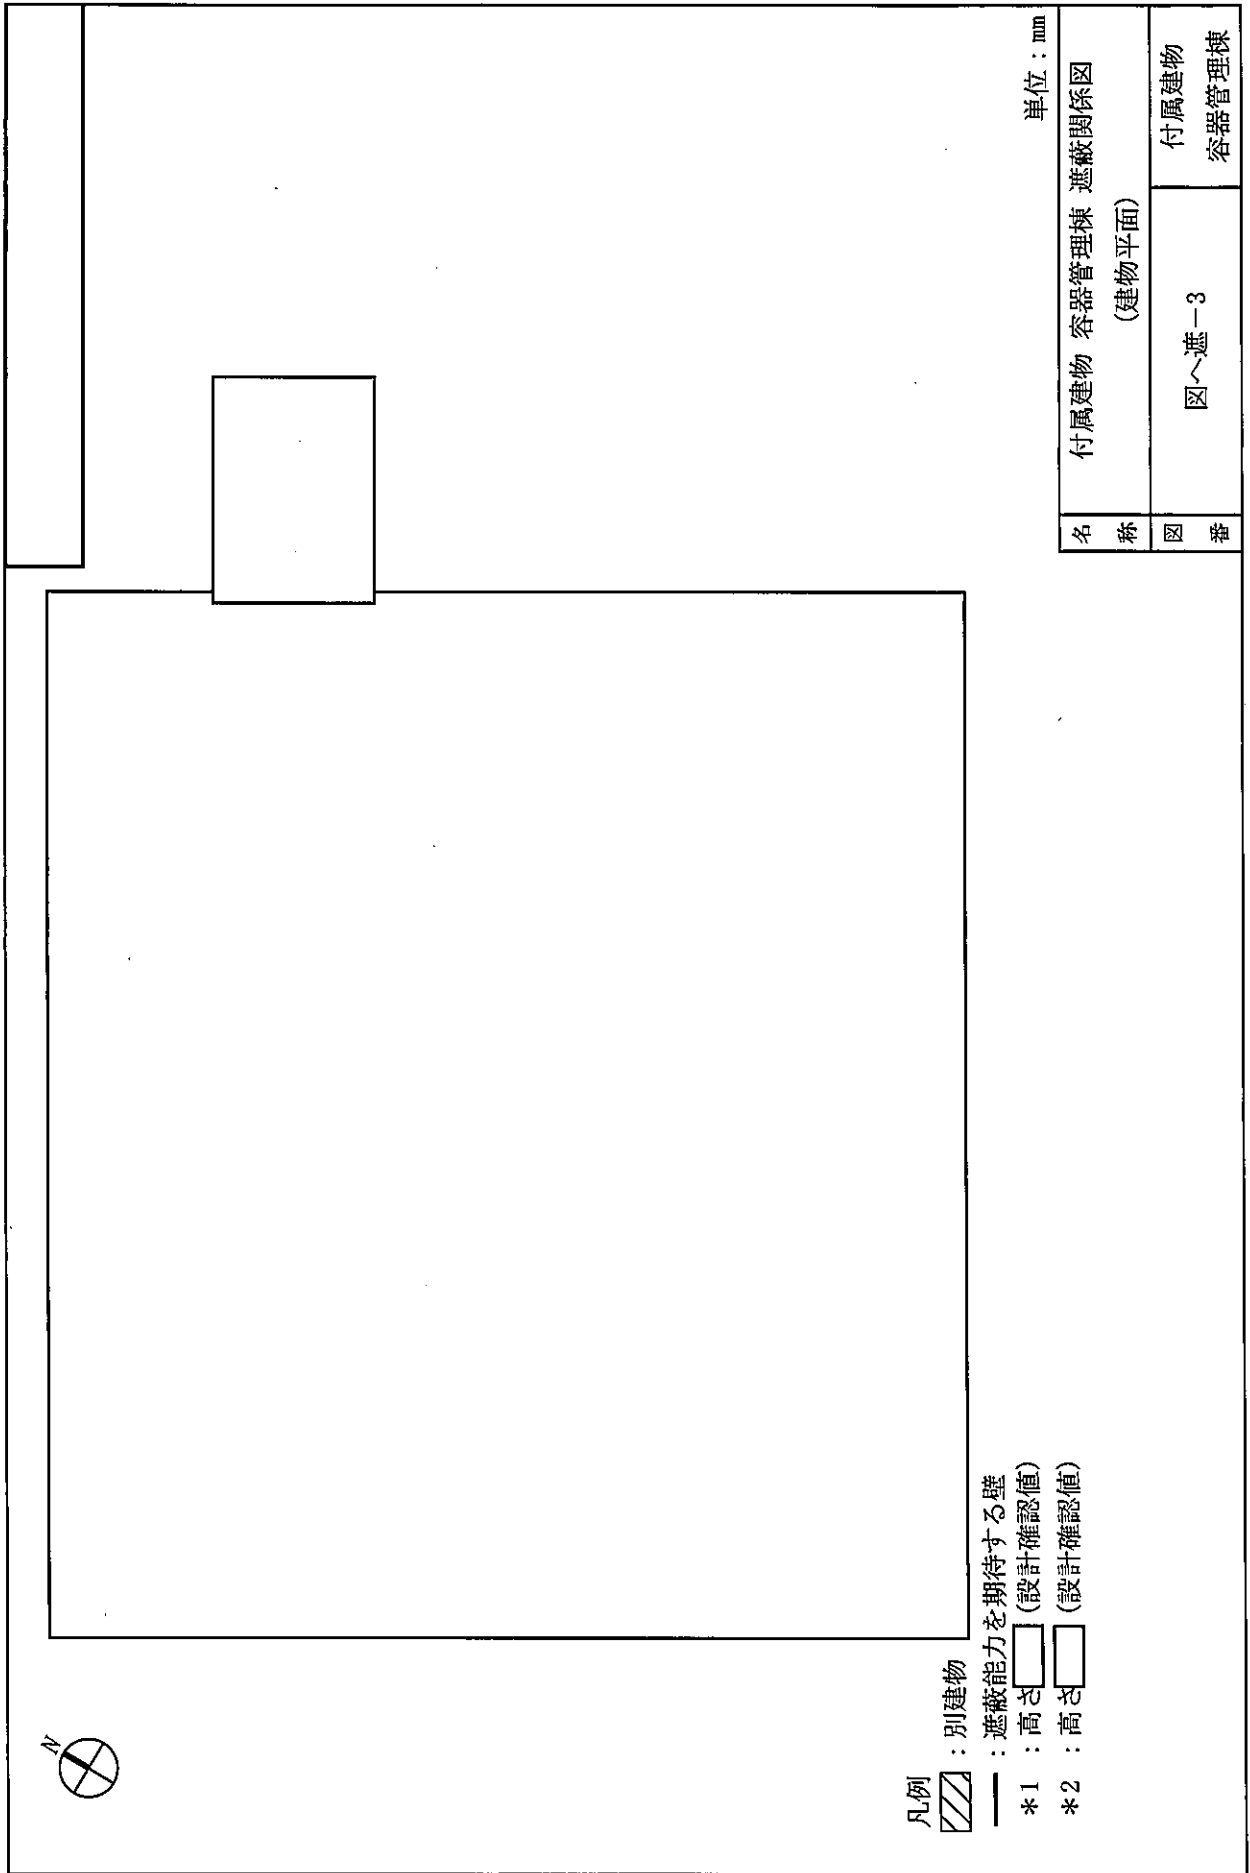 N
凡例
：別建物
：遮蔽能力を期待する壁
*1 ：高さ (設計確認値)
*2 ：高さ (設計確認値)
単位：mm
名称
付属建物 容器管理棟 遮蔽関係図
(建物平面)
図番
図ヘ遮－3
付属建物
容器管理棟